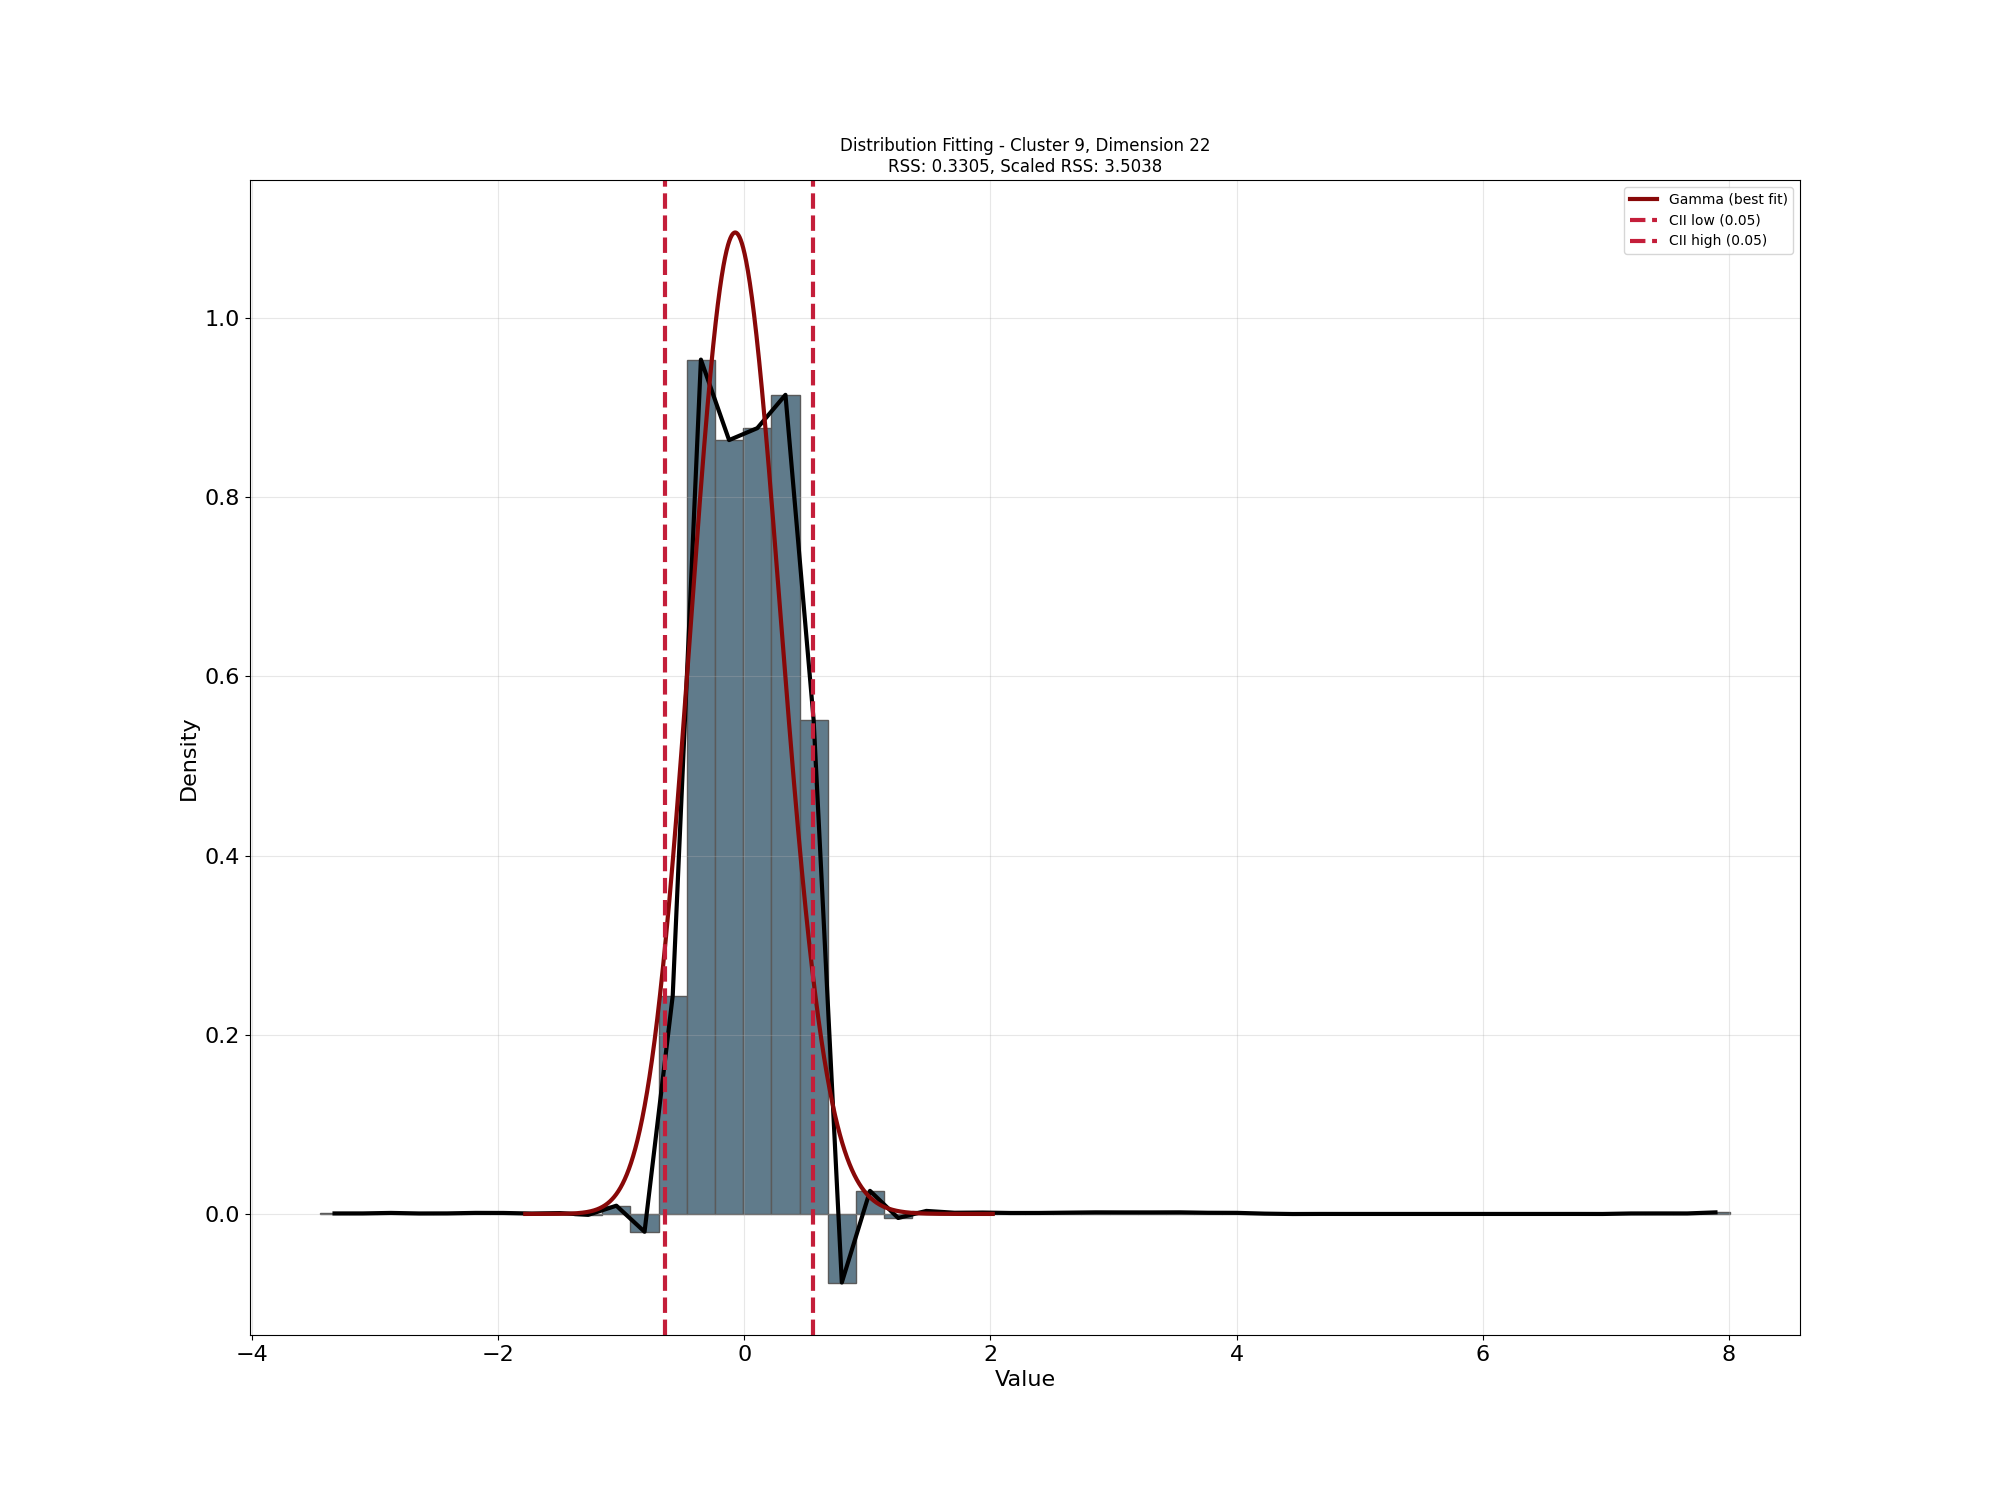 Distribution Fitting - Cluster 9, Dimension 22
RSS: 0.3305, Scaled RSS: 3.5038
Gamma (best fit)
CII low (0.05)
CII high (0.05)
1.0
0.8
0.6
0.4
0.2
0.0
Density
−4
−2
0
2
4
6
8
Value